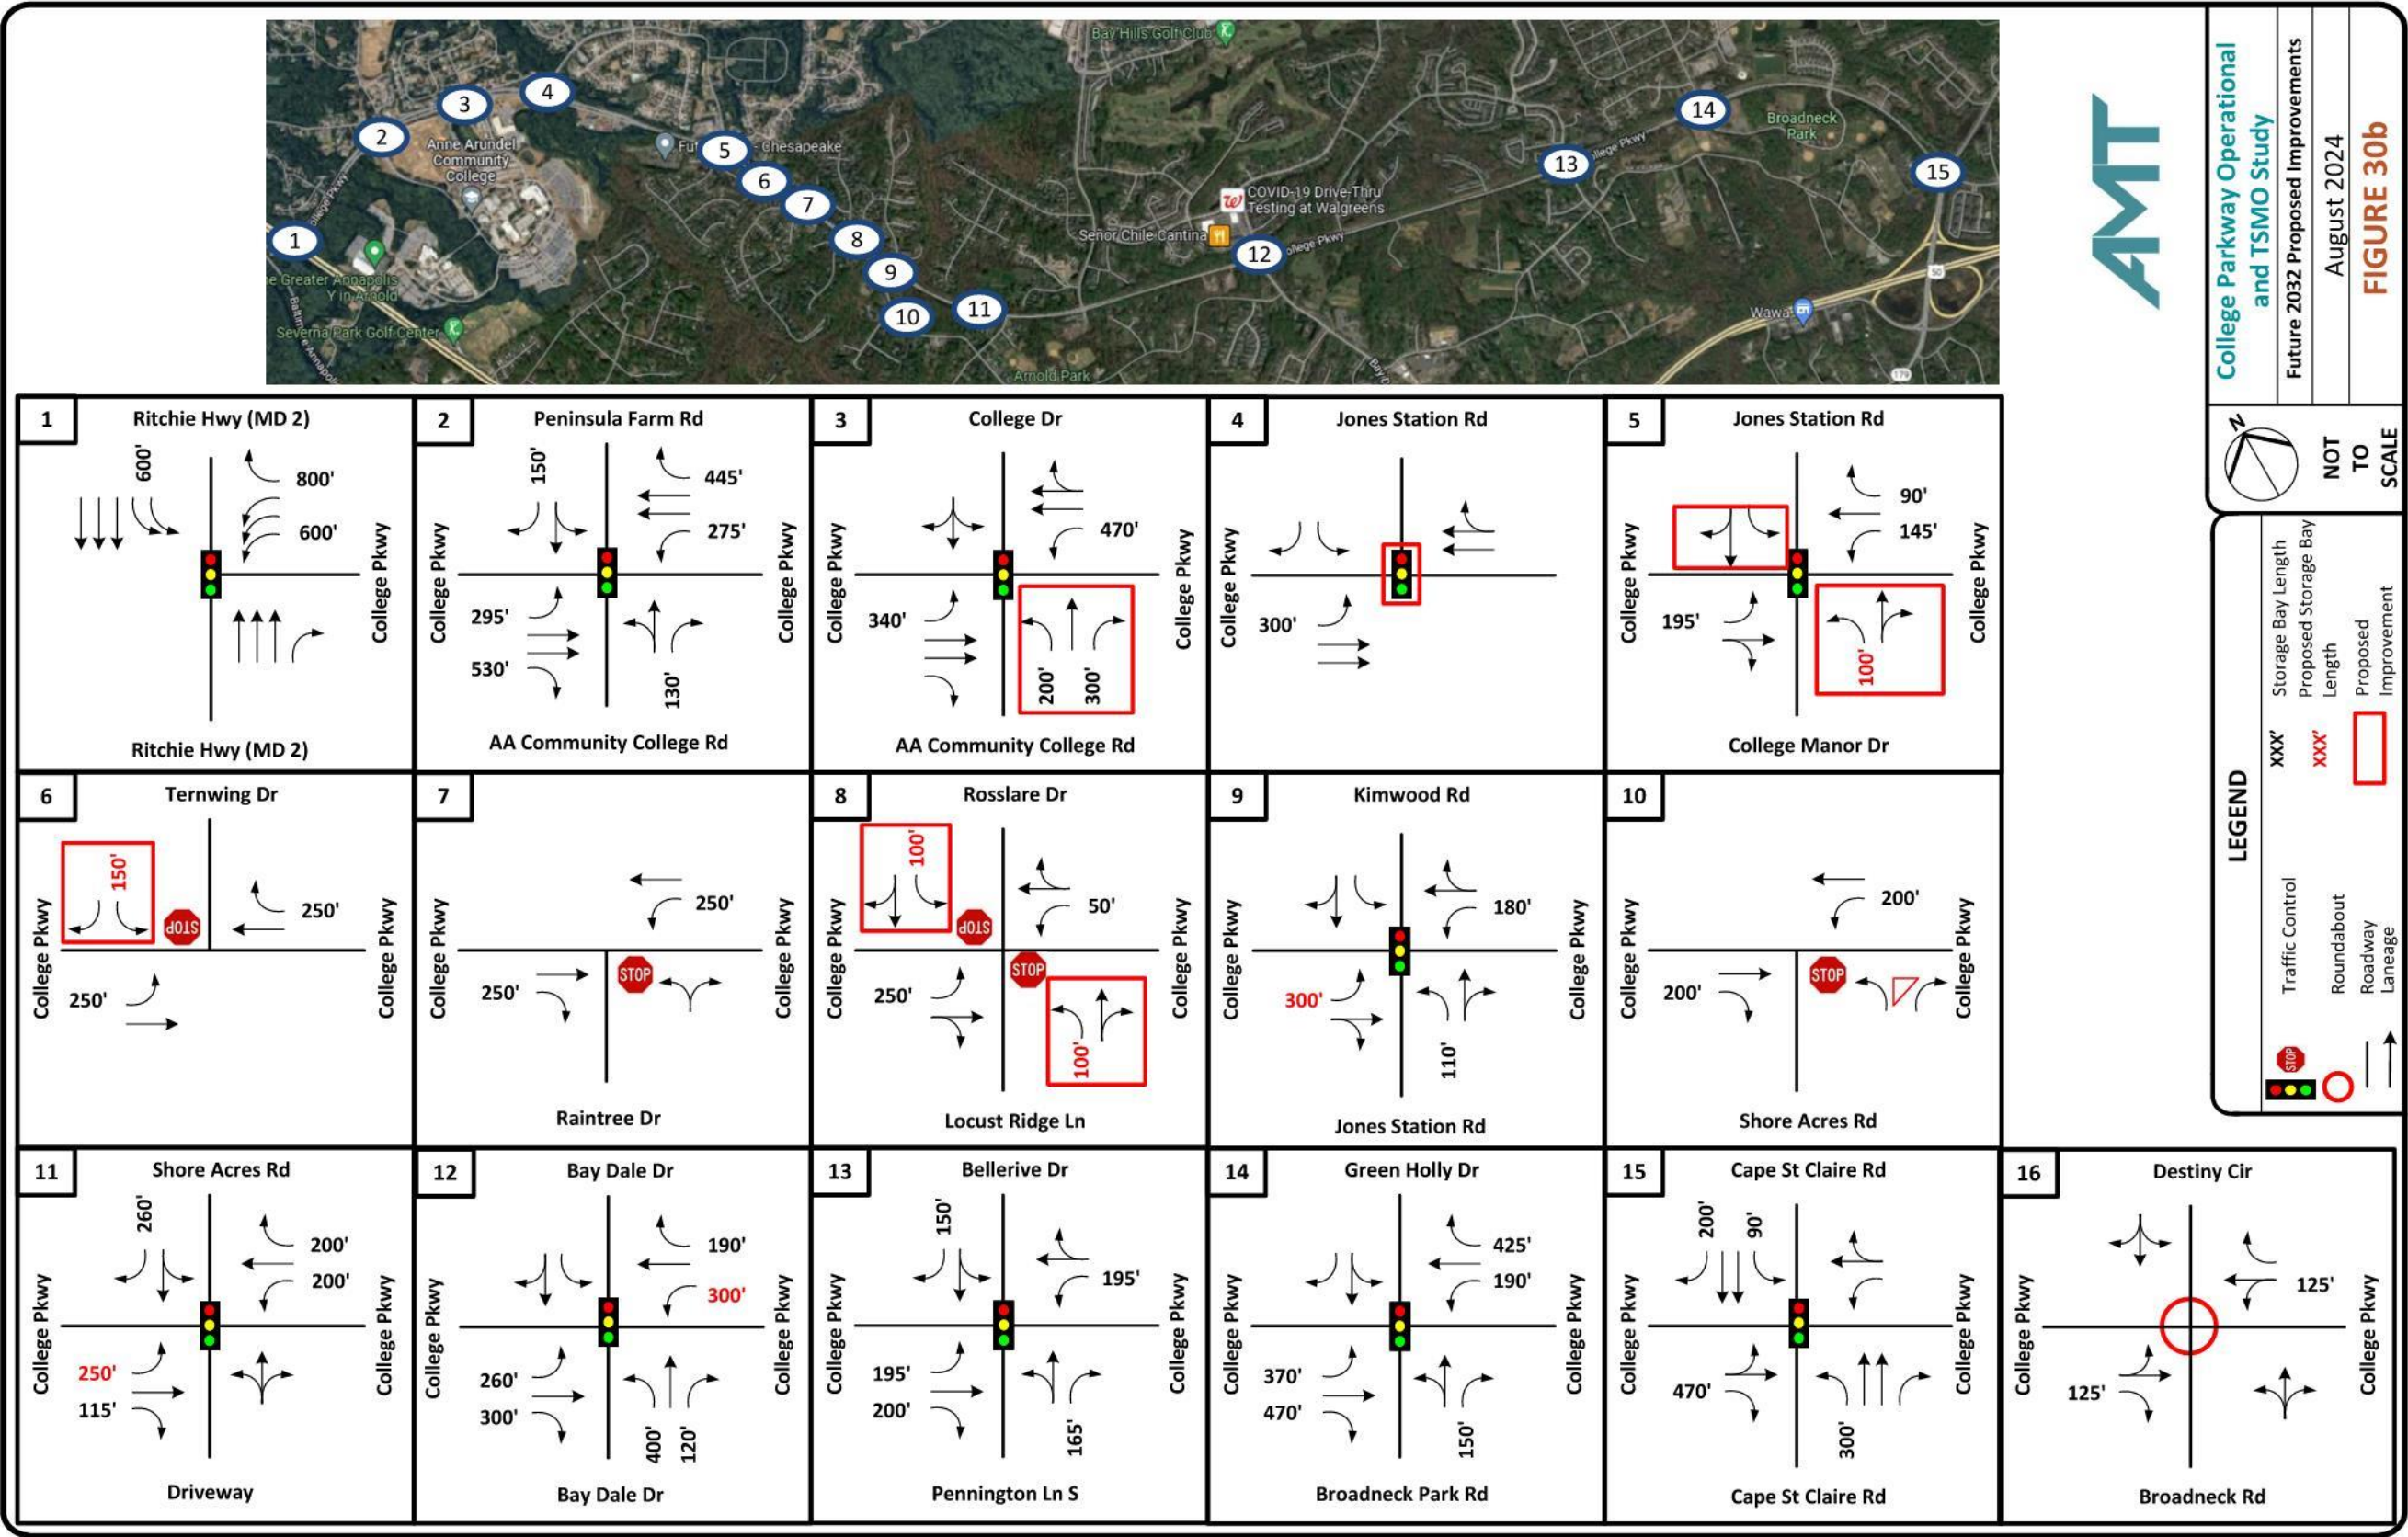 Bay Hills Golf Club
Anne Arundel
Community
College
Fut
- Chesapeake
ollege Pkwy
e Greater Annapolis
Y in Arnold
Severna Park Golf Center
Arnold Park
COVID-19 Drive-Thru
Testing at Walgreens
Señor Chile Cantina
ollege Pkwy
llege Pkwy
Broadneck
Park
Wawa
50
179
1
2
3
4
5
6
7
8
9
10
11
12
13
14
15
AMT
College Parkway Operational
and TSMO Study
Future 2032 Proposed Improvements
August 2024
FIGURE 30b
N
NOT
TO
SCALE
LEGEND
STOP
Traffic Control
Roundabout
Roadway
Laneage
XXX'
Storage Bay Length
XXX'
Proposed Storage Bay
Length
Proposed
Improvement
1
Ritchie Hwy (MD 2)
600'
800'
600'
College Pkwy
Ritchie Hwy (MD 2)
2
Peninsula Farm Rd
150'
445'
275'
College Pkwy
College Pkwy
295'
530'
130'
AA Community College Rd
3
College Dr
470'
College Pkwy
College Pkwy
340'
200'
300'
AA Community College Rd
4
Jones Station Rd
College Pkwy
300'
5
Jones Station Rd
90'
145'
College Pkwy
College Pkwy
195'
100'
College Manor Dr
6
Ternwing Dr
150'
STOP
250'
College Pkwy
College Pkwy
250'
7
250'
College Pkwy
College Pkwy
250'
STOP
Raintree Dr
8
Rosslare Dr
100'
STOP
50'
College Pkwy
College Pkwy
250'
STOP
100'
Locust Ridge Ln
9
Kimwood Rd
180'
College Pkwy
College Pkwy
300'
110'
Jones Station Rd
10
200'
College Pkwy
College Pkwy
200'
STOP
Shore Acres Rd
11
Shore Acres Rd
260'
200'
200'
College Pkwy
College Pkwy
250'
115'
Driveway
12
Bay Dale Dr
190'
300'
College Pkwy
College Pkwy
260'
300'
400'
120'
Bay Dale Dr
13
Bellerive Dr
150'
195'
College Pkwy
College Pkwy
195'
200'
165'
Pennington Ln S
14
Green Holly Dr
425'
190'
College Pkwy
College Pkwy
370'
470'
150'
Broadneck Park Rd
15
Cape St Claire Rd
200'
90'
College Pkwy
College Pkwy
470'
300'
Cape St Claire Rd
16
Destiny Cir
125'
College Pkwy
College Pkwy
125'
Broadneck Rd